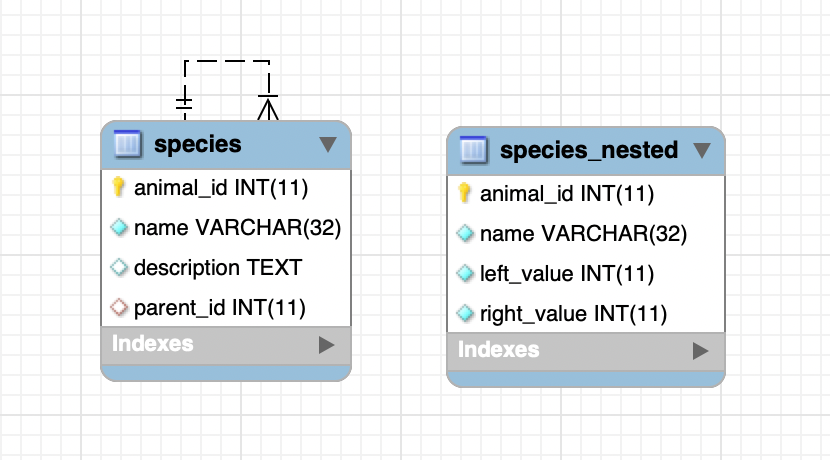 species
animal_id INT(11)
name VARCHAR(32)
description TEXT
parent_id INT(11)
Indexes
species_nested
animal_id INT(11)
name VARCHAR(32)
left_value INT(11)
right_value INT(11)
Indexes